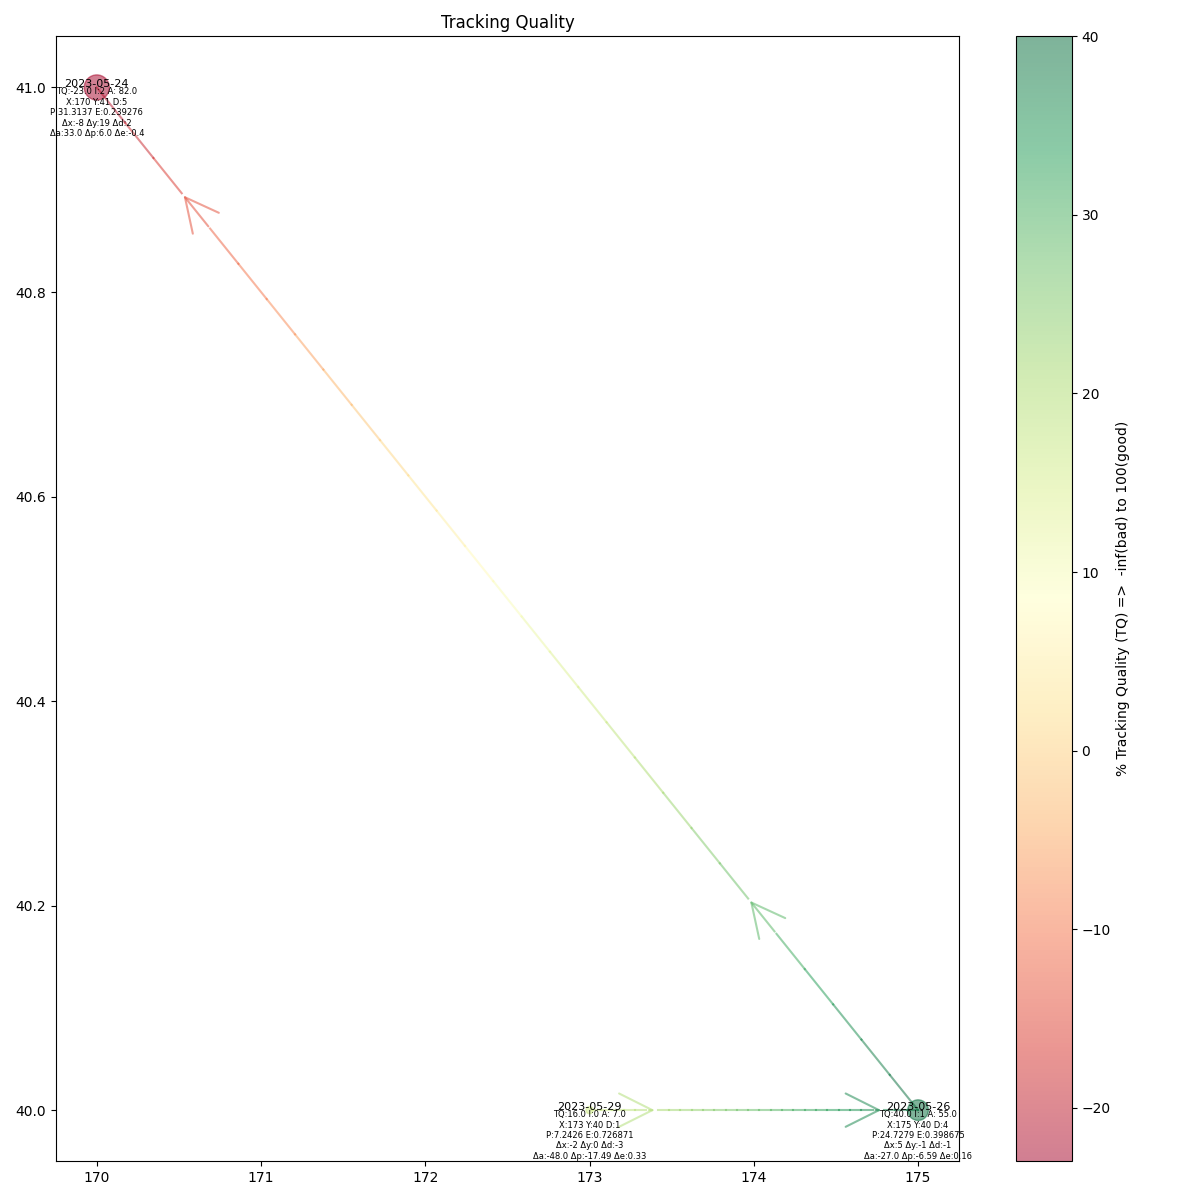 Tracking Quality
2023-05-24
TQ:-23.0 I:2 A: 82.0
X:170 Y:41 D:5
P:31.3137 E:0.239276
Δx:-8 Δy:19 Δd:2
Δa:33.0 Δp:6.0 Δe:-0.4
2023-05-29
TQ:16.0 I:0 A: 7.0
X:173 Y:40 D:1
P:7.2426 E:0.726871
Δx:-2 Δy:0 Δd:-3
Δa:-48.0 Δp:-17.49 Δe:0.33
2023-05-26
TQ:40.0 I:1 A: 55.0
X:175 Y:40 D:4
P:24.7279 E:0.398675
Δx:5 Δy:-1 Δd:-1
Δa:-27.0 Δp:-6.59 Δe:0.16
41.0
40.8
40.6
40.4
40.2
40.0
170
171
172
173
174
175
40
30
20
10
0
−10
−20
% Tracking Quality (TQ) => -inf(bad) to 100(good)